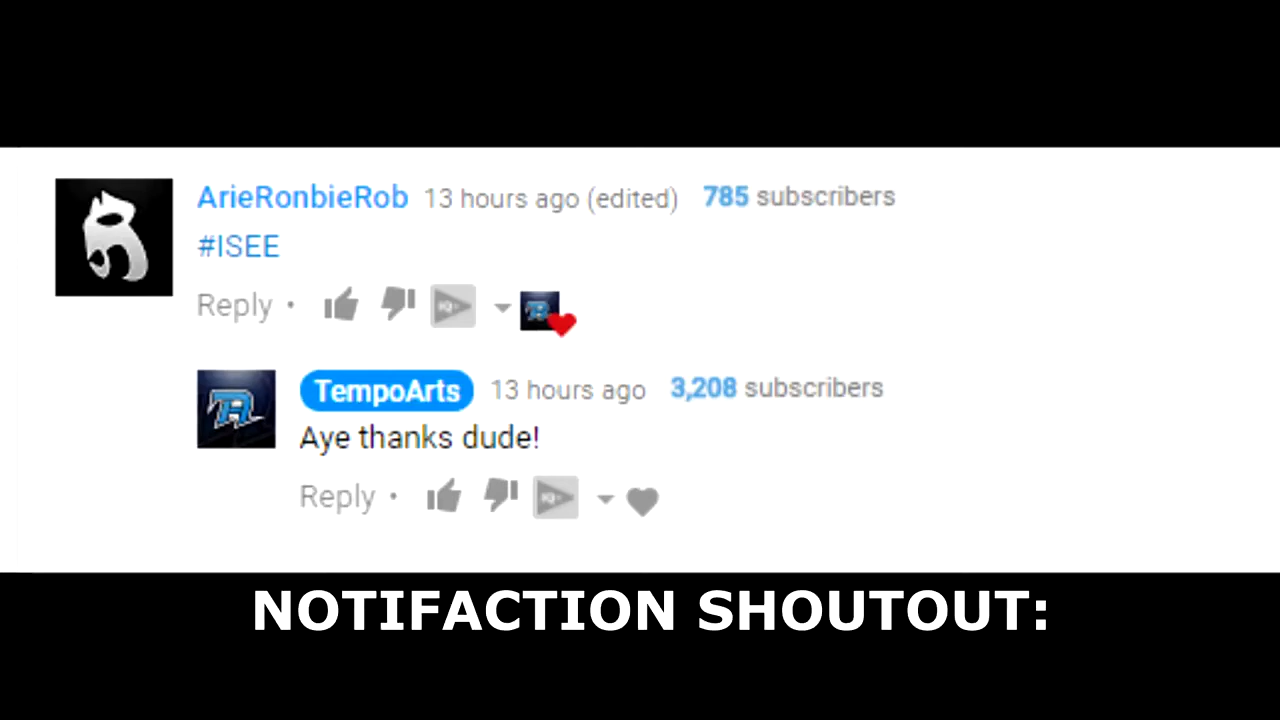 ArieRonbieRob 13 hours ago (edited) 785 subscribers
#ISEE
Reply •
TempoArts 13 hours ago 3,208 subscribers
Aye thanks dude!
Reply •
NOTIFACTION SHOUTOUT: